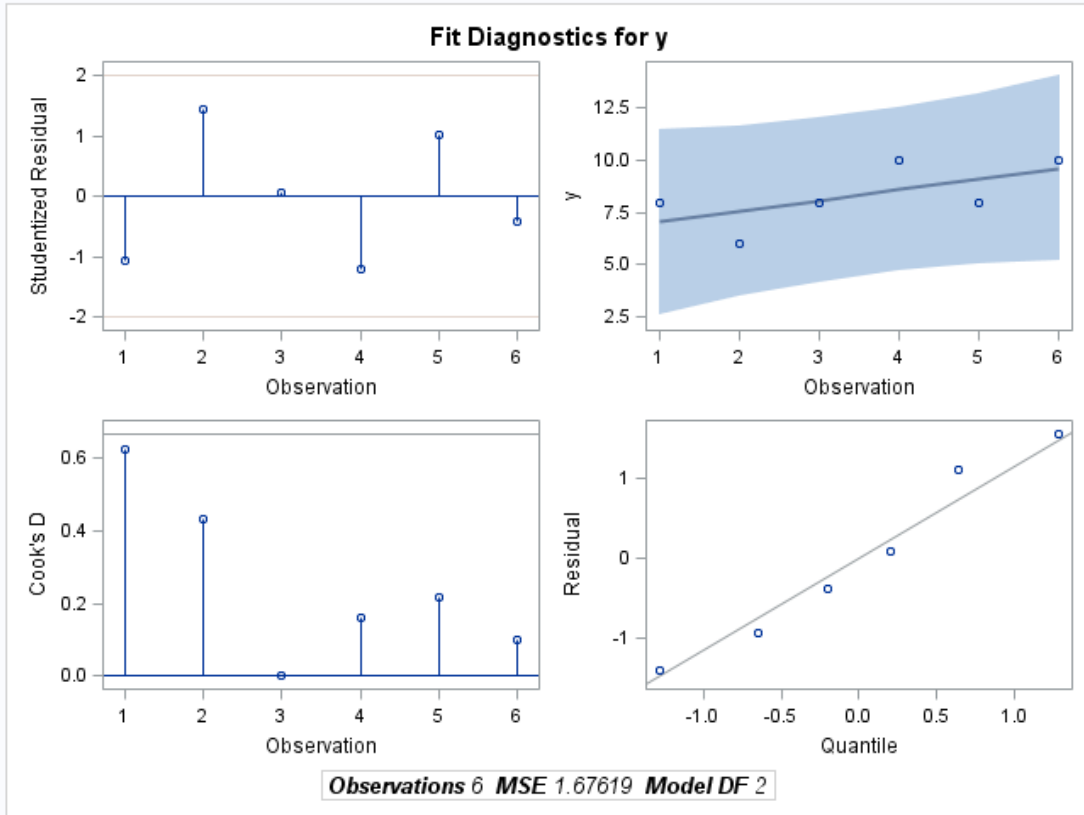 Fit Diagnostics for y
Studentized Residual
2
1
0
-1
-2
1 2 3 4 5 6
Observation
y
12.5
10.0
7.5
5.0
2.5
1 2 3 4 5 6
Observation
Cook's D
0.6
0.4
0.2
0.0
1 2 3 4 5 6
Observation
Residual
1
0
-1
-1.0 -0.5 0.0 0.5 1.0
Quantile
Observations 6 MSE 1.67619 Model DF 2